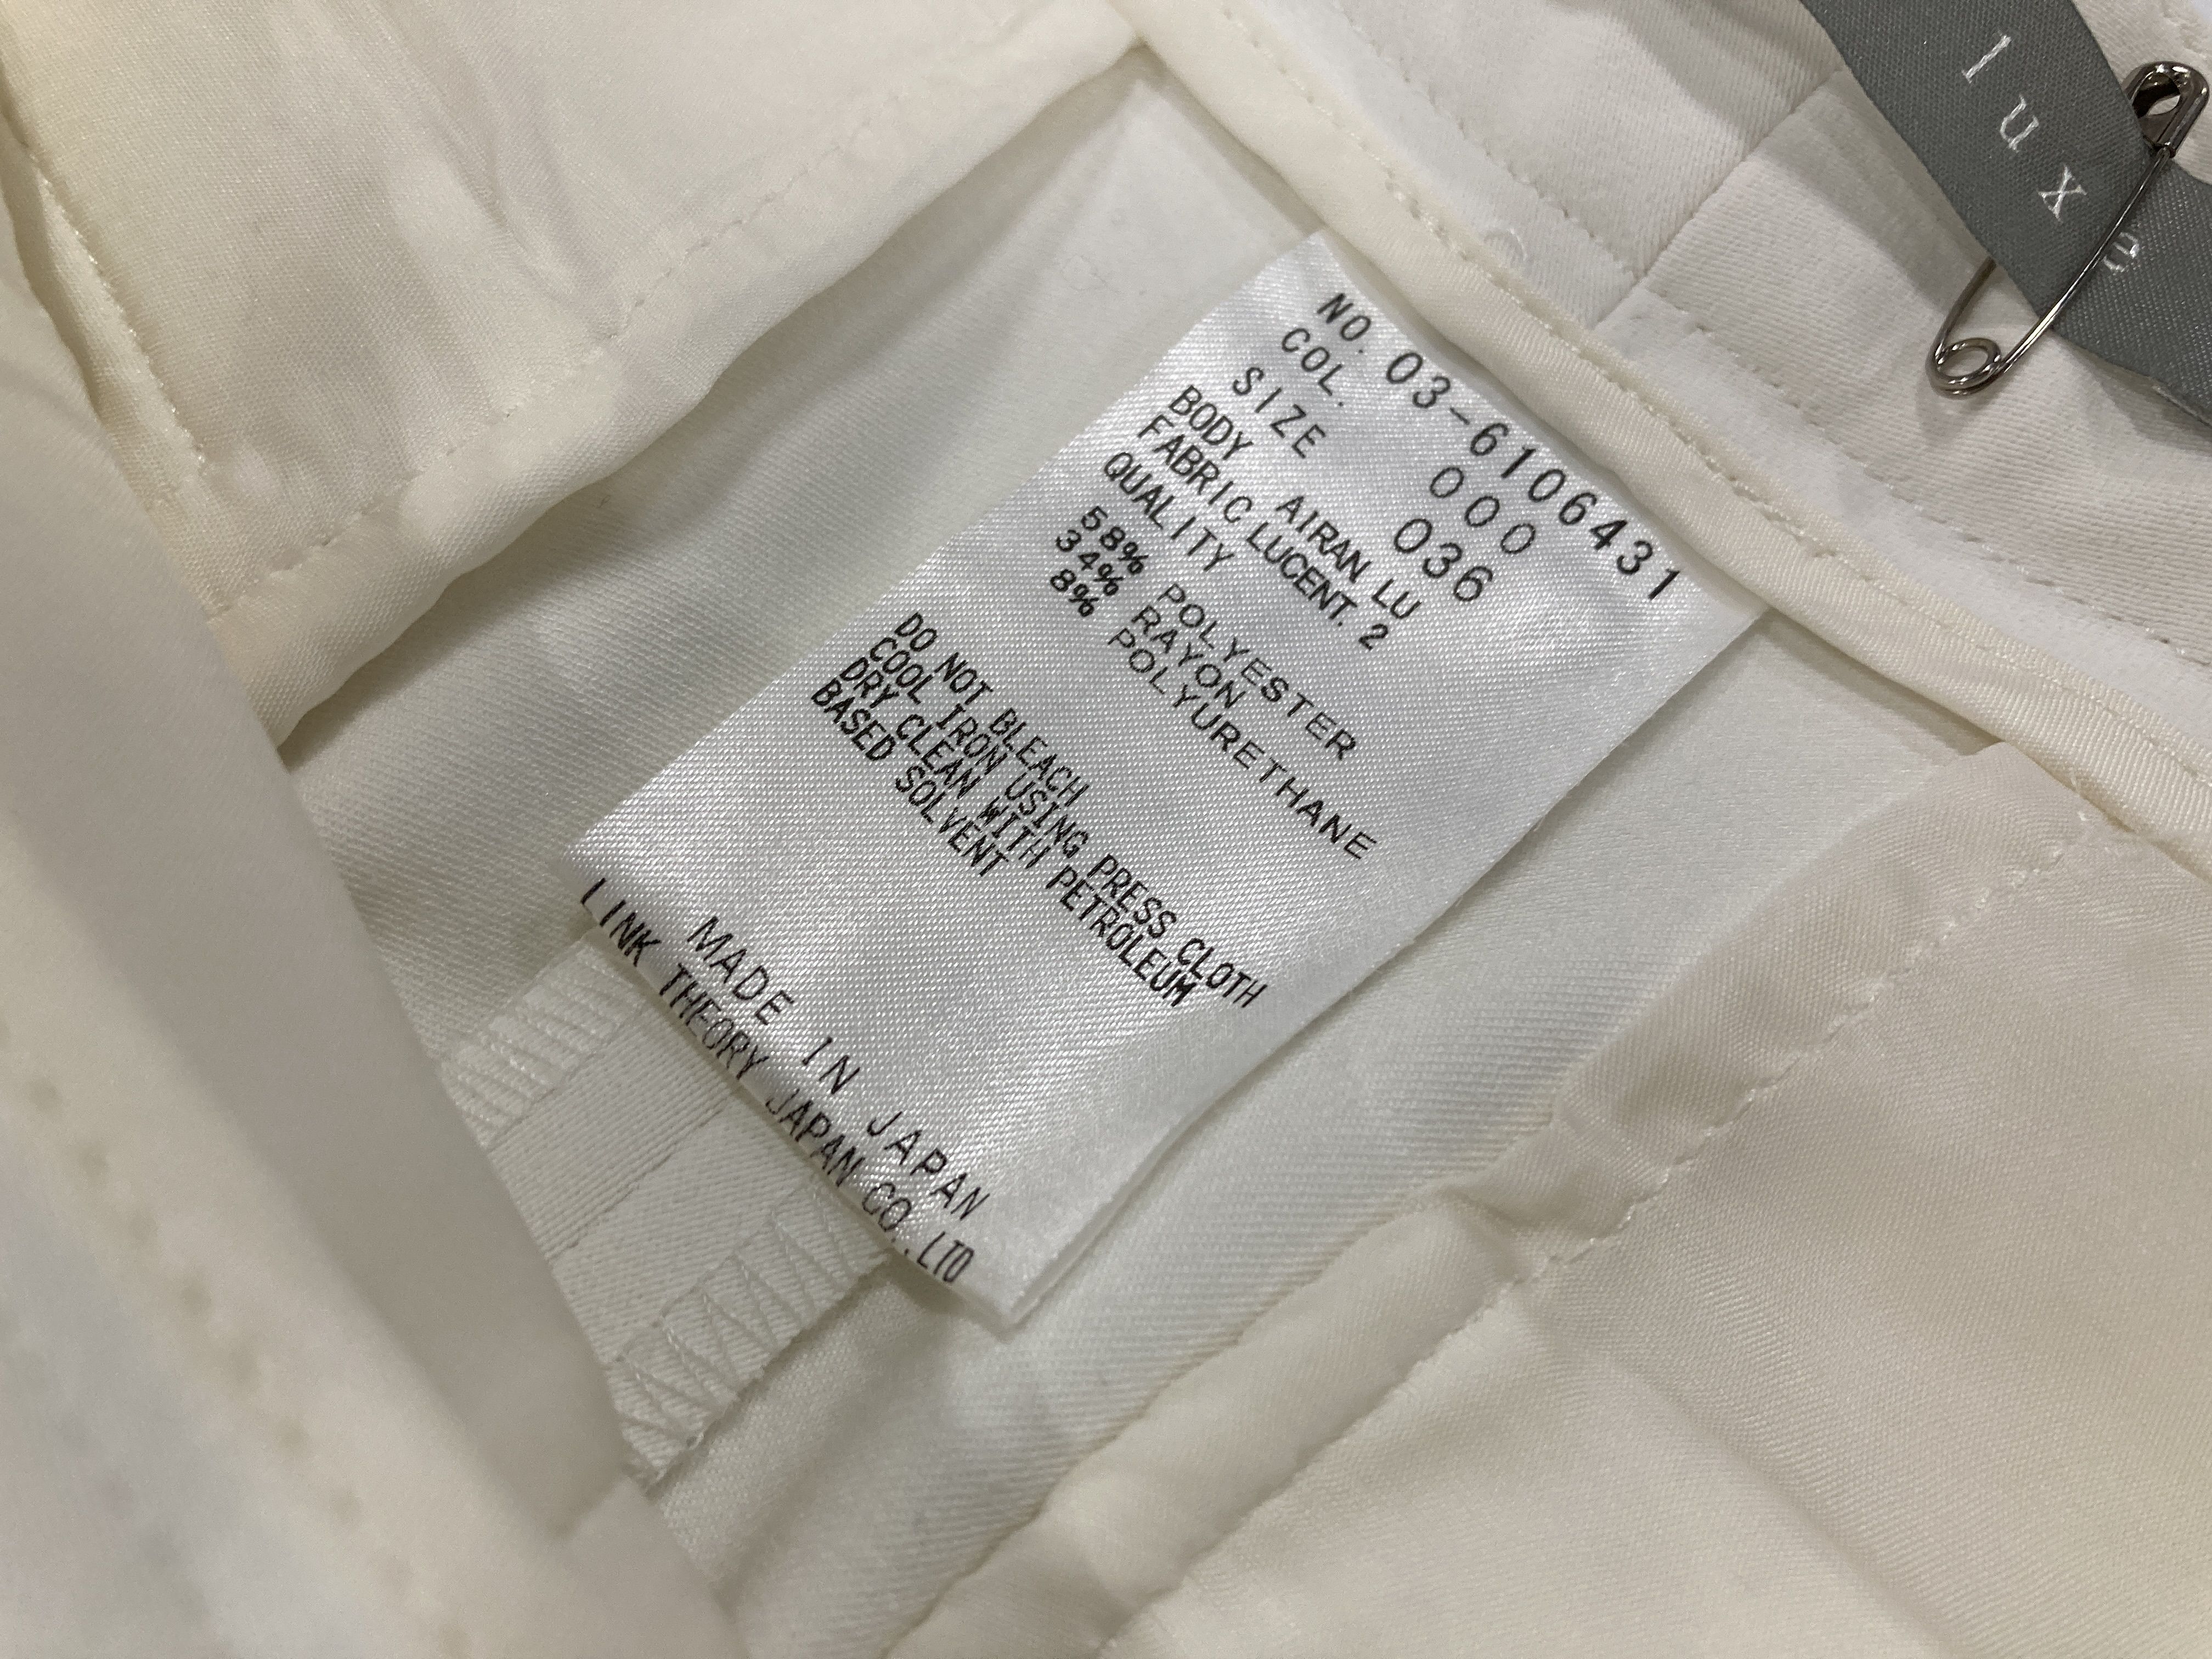 luxe
NO. 03-6106431
COL. 000
SIZE 036
BODY AIRAN LU
FABRIC LUCENT. 2
QUALITY
58% POLYESTER
34% RAYON
8% POLYURETHANE
DO NOT BLEACH
COOL IRON USING PRESS CLOTH
DRY CLEAN WITH PETROLEUM
BASED SOLVENT
MADE IN JAPAN
LINK THEORY JAPAN CO.,LTD